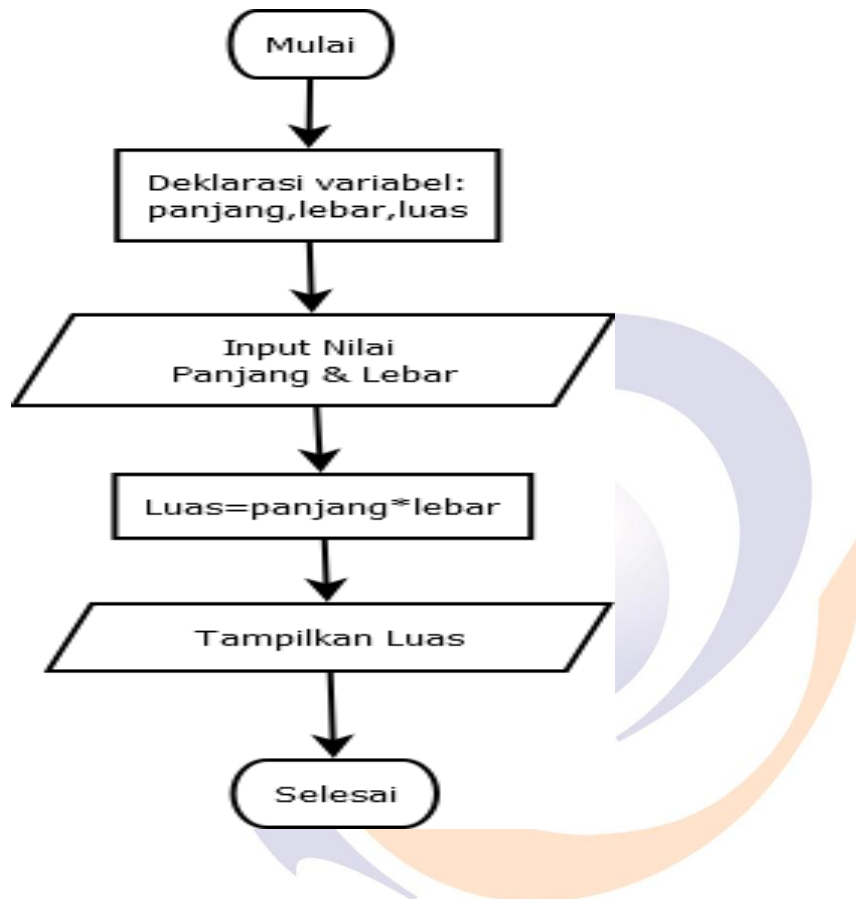 Mulai
Deklarasi variabel:
panjang,lebar,luas
Input Nilai
Panjang & Lebar
Luas=panjang*lebar
Tampilkan Luas
Selesai